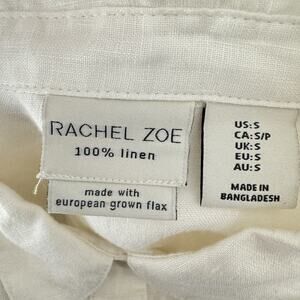 RACHEL ZOE
100% linen
made with
european grown flax
US:S
CA:S/P
UK:S
EU:S
AU:S
MADE IN
BANGLADESH